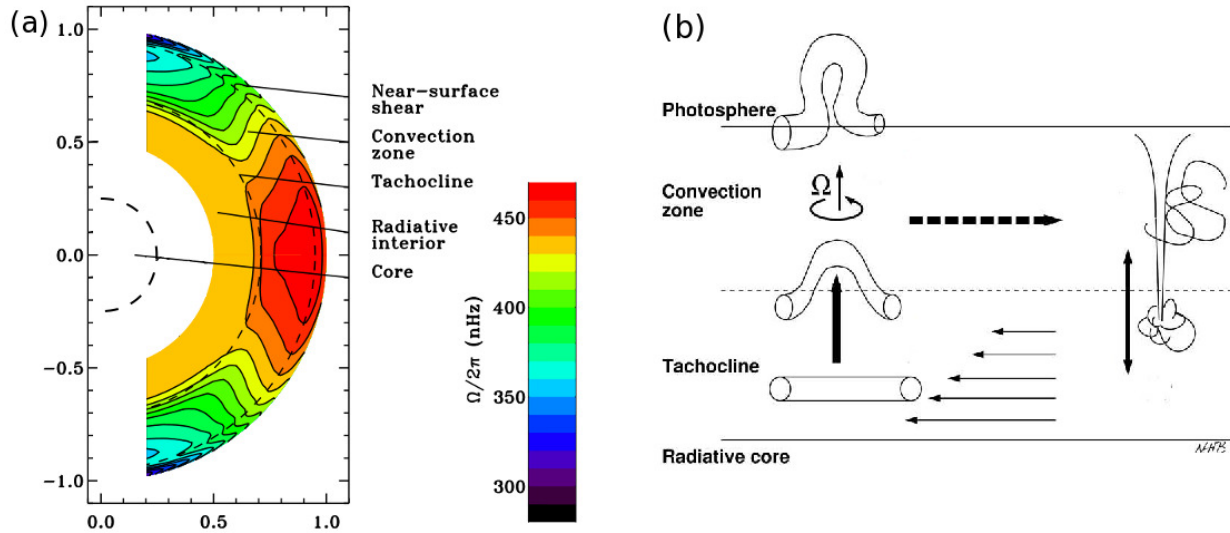 (a)
1.0
0.5
0.0
−0.5
−1.0
0.0
0.5
1.0
Near−surface
shear
Convection
zone
Tachocline
Radiative
interior
Core
450
400
350
300
Ω/2π (nHz)
(b)
Photosphere
Convection
zone
Ω
Tachocline
Radiative core